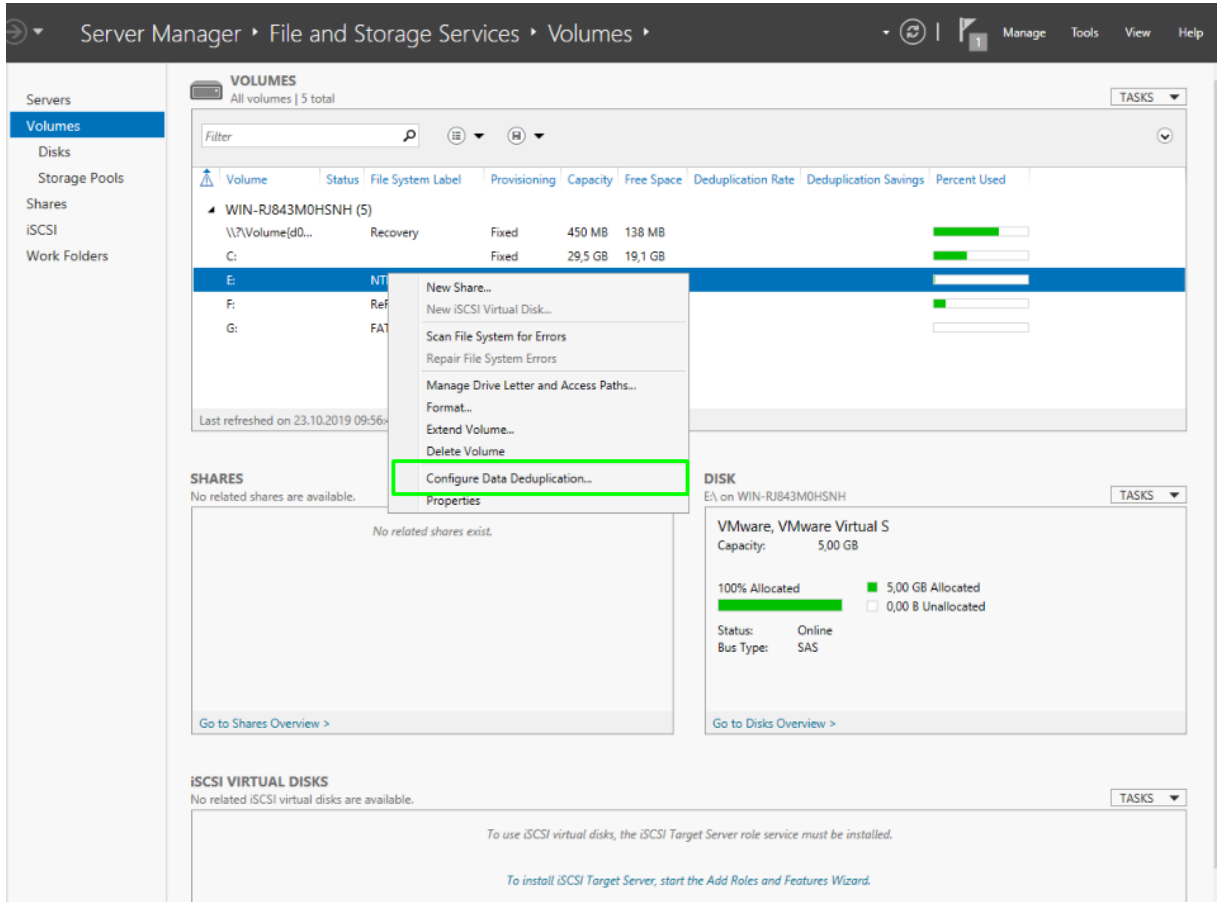 Server Manager ‣ File and Storage Services ‣ Volumes ‣
1 Manage Tools View Help
Servers
Volumes
Disks
Storage Pools
Shares
iSCSI
Work Folders
VOLUMES
All volumes | 5 total
TASKS
Filter
Volume Status File System Label Provisioning Capacity Free Space Deduplication Rate Deduplication Savings Percent Used
WIN-RJ843M0HSNH (5)
\\?\Volume{d0... Recovery Fixed 450 MB 138 MB
C: Fixed 29,5 GB 19,1 GB
E:
F:
G:
Last refreshed on 23.10.2019 09:56:
New Share...
New iSCSI Virtual Disk...
Scan File System for Errors
Repair File System Errors
Manage Drive Letter and Access Paths...
Format...
Extend Volume...
Delete Volume
Configure Data Deduplication...
Properties
SHARES
No related shares are available.
No related shares exist.
Go to Shares Overview >
DISK
E:\ on WIN-RJ843M0HSNH
TASKS
VMware, VMware Virtual S
Capacity: 5,00 GB
100% Allocated
5,00 GB Allocated
0,00 B Unallocated
Status: Online
Bus Type: SAS
Go to Disks Overview >
iSCSI VIRTUAL DISKS
No related iSCSI virtual disks are available.
TASKS
To use iSCSI virtual disks, the iSCSI Target Server role service must be installed.
To install iSCSI Target Server, start the Add Roles and Features Wizard.